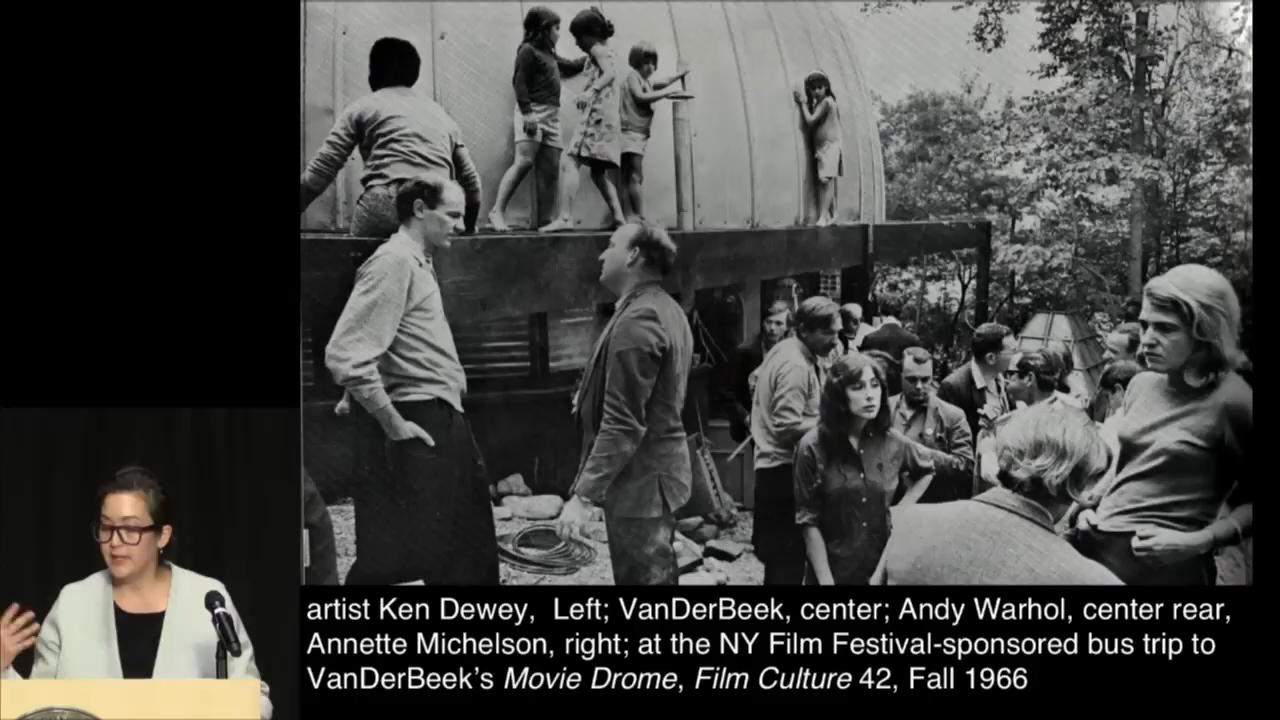 artist Ken Dewey,  Left; VanDerBeek, center; Andy Warhol, center rear,
Annette Michelson, right; at the NY Film Festival-sponsored bus trip to
VanDerBeek's Movie Drome, Film Culture 42, Fall 1966